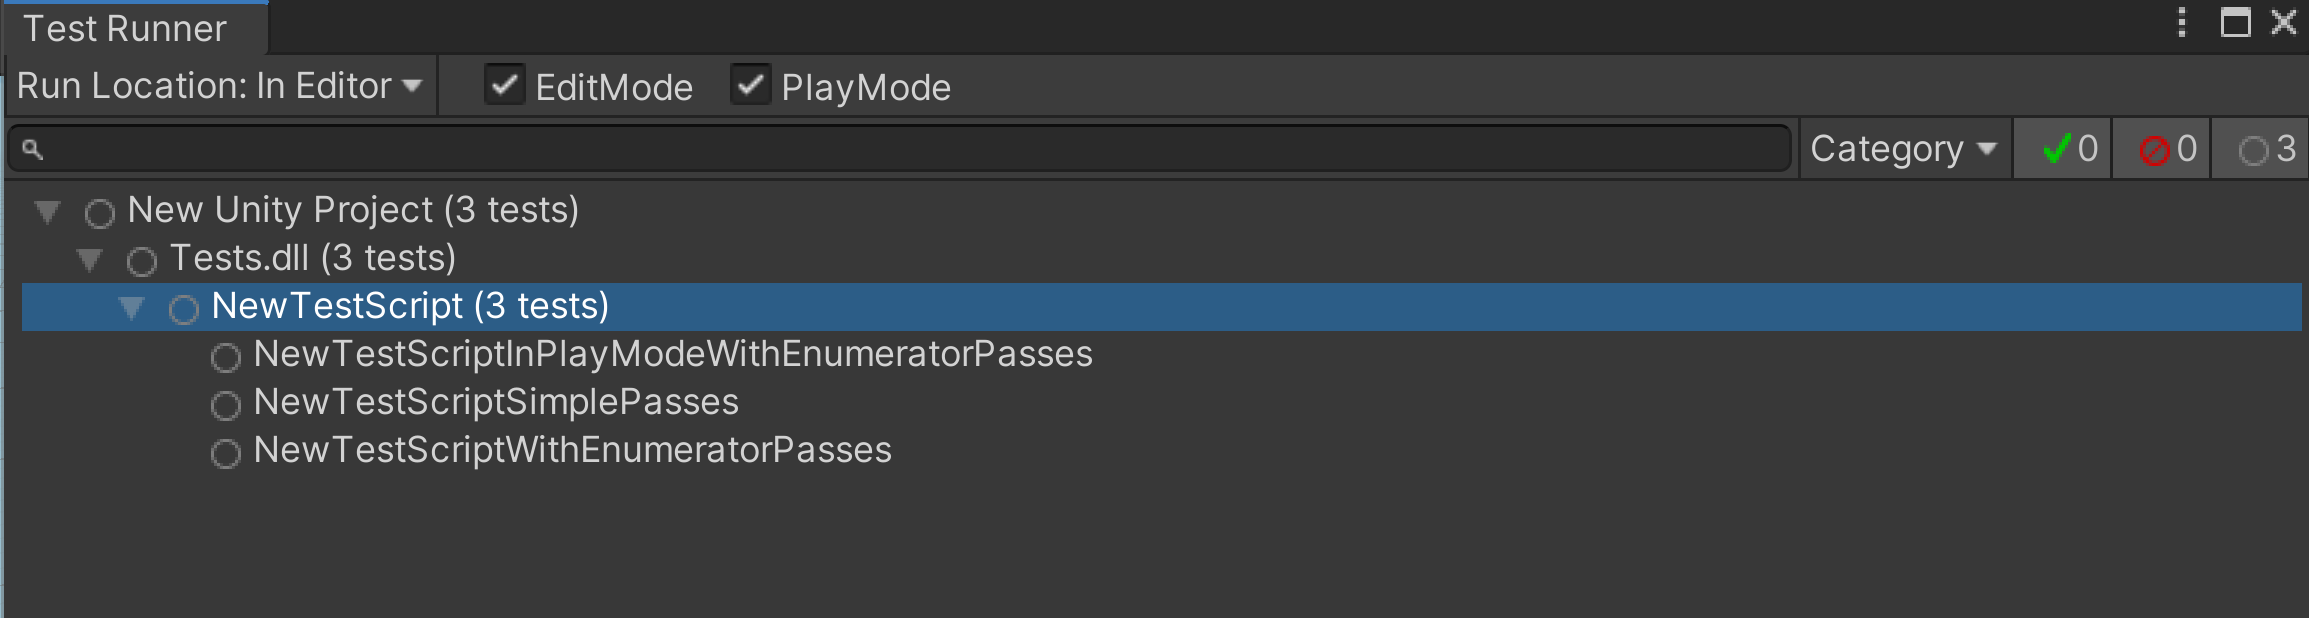 Test Runner
Run Location: In Editor EditMode PlayMode
Category 0 0 3
New Unity Project (3 tests)
Tests.dll (3 tests)
NewTestScript (3 tests)
NewTestScriptInPlayModeWithEnumeratorPasses
NewTestScriptSimplePasses
NewTestScriptWithEnumeratorPasses